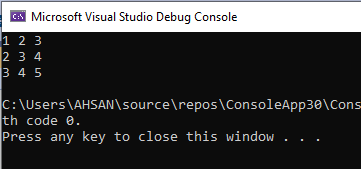 Microsoft Visual Studio Debug Console
1 2 3
2 3 4
3 4 5
C:\Users\AHSAN\source\repos\ConsoleApp30\Cons
th code 0.
Press any key to close this window . . .